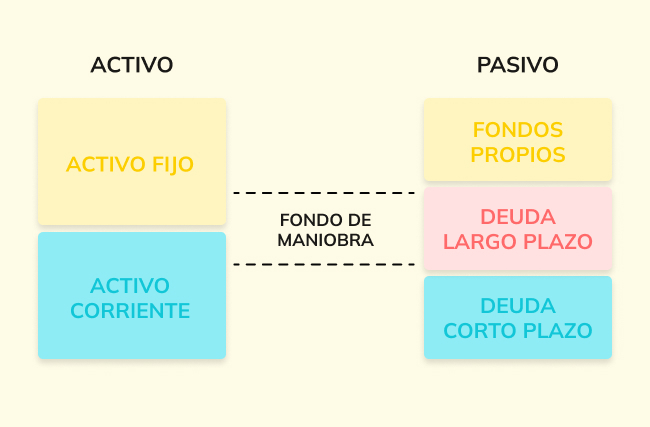 ACTIVO
PASIVO
ACTIVO FIJO
FONDOS
PROPIOS
FONDO DE
MANIOBRA
DEUDA
LARGO PLAZO
ACTIVO
CORRIENTE
DEUDA
CORTO PLAZO